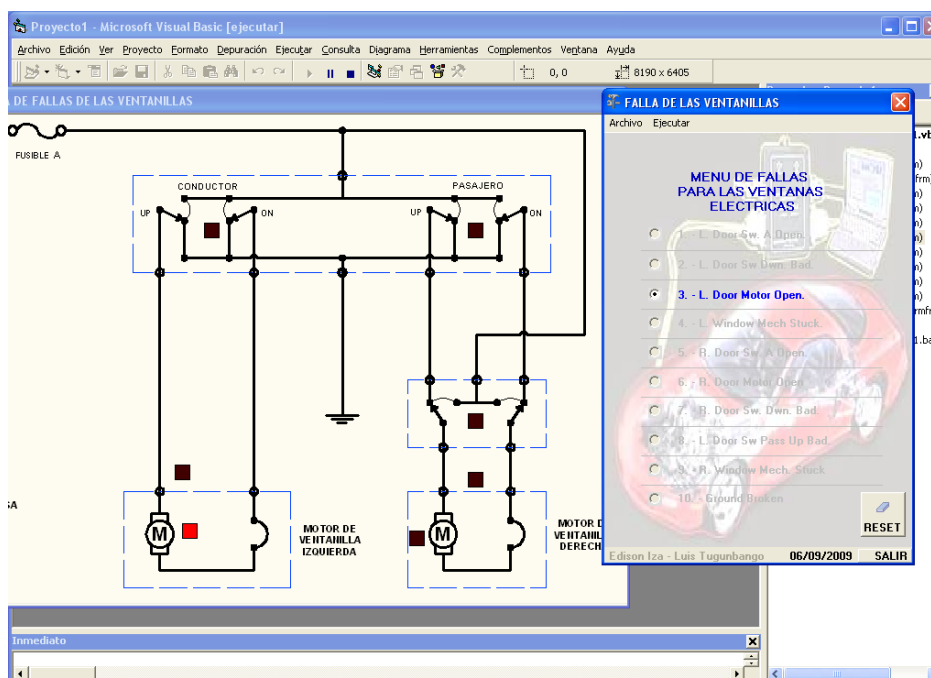 Proyecto1 - Microsoft Visual Basic [ejecutar]
Archivo Edición Ver Proyecto Formato Depuración Ejecutar Consulta Diagrama Herramientas Complementos Ventana Ayuda
0, 0 8190 x 6405
DE FALLAS DE LAS VENTANILLAS
FUSIBLE A
CONDUCTOR
PASAJERO
UP
ON
UP
ON
M
MOTOR DE
VENTANILLA
IZQUIERDA
M
MOTOR D
VENTANIL
DERECH
SA
FALLA DE LAS VENTANILLAS
Archivo Ejecutar
MENU DE FALLAS
PARA LAS VENTANAS
ELECTRICAS
1. - L. Door Sw. A Open.
2. - L. Door Sw Dwn. Bad.
3. - L. Door Motor Open.
4. - L. Window Mech Stuck.
5. - R. Door Sw. A Open.
6. - R. Door Motor Open
7. - R. Door Sw. Dwn. Bad.
8. - L. Door Sw Pass Up Bad.
9. - R. Window Mech. Stuck
10. - Ground Broken
RESET
Edison Iza - Luis Tugunbango 06/09/2009 SALIR
Inmediato